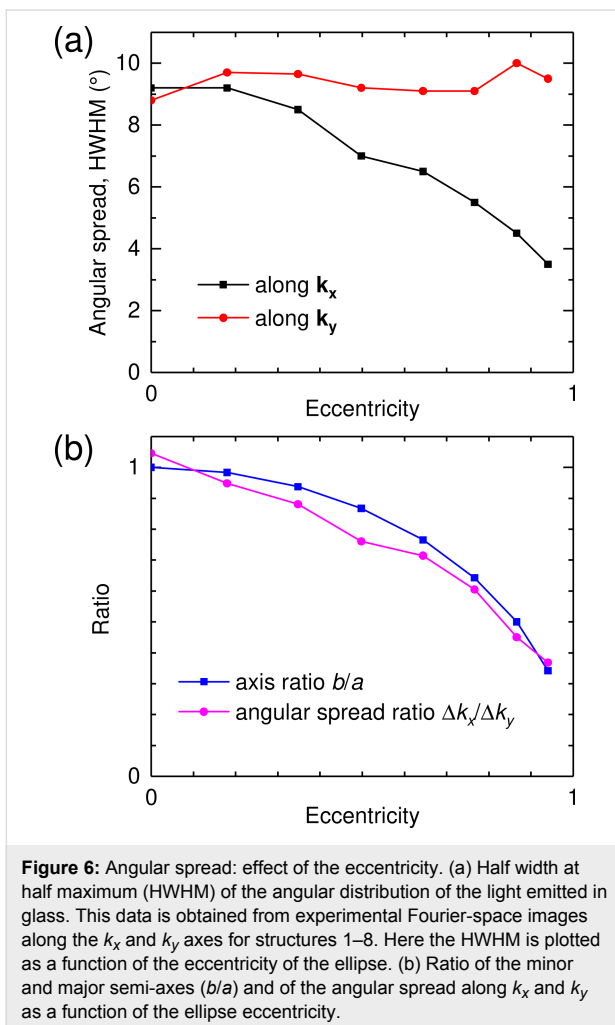 (a)
10
8
6
4
2
0
Angular spread, HWHM (°)
along kx
along ky
0
1
Eccentricity
(b)
1
0
Ratio
axis ratio b/a
angular spread ratio Δkx/Δky
0
1
Eccentricity
Figure 6: Angular spread: effect of the eccentricity. (a) Half width at
half maximum (HWHM) of the angular distribution of the light emitted in
glass. This data is obtained from experimental Fourier-space images
along the kx and ky axes for structures 1–8. Here the HWHM is plotted
as a function of the eccentricity of the ellipse. (b) Ratio of the minor
and major semi-axes (b/a) and of the angular spread along kx and ky
as a function of the ellipse eccentricity.